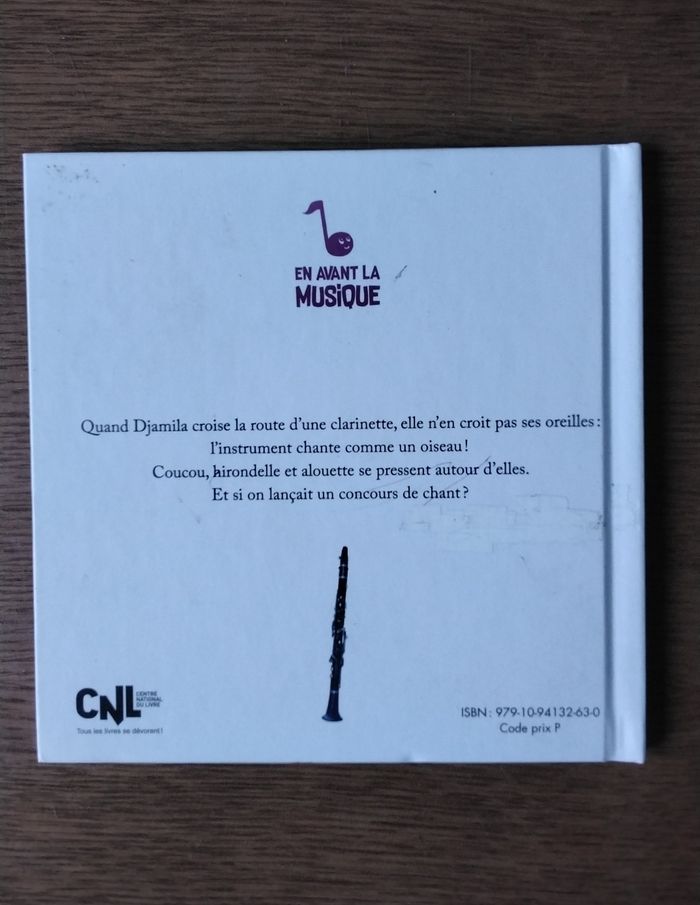 EN AVANT LA
MUSiQUE
Quand Djamila croise la route d'une clarinette, elle n'en croit pas ses oreilles :
l'instrument chante comme un oiseau !
Coucou, hirondelle et alouette se pressent autour d'elles.
Et si on lançait un concours de chant ?
CNL CENTRE
NATIONAL
DU LIVRE
Tous les livres se dévorent !
ISBN : 979-10-94132-63-0
Code prix P